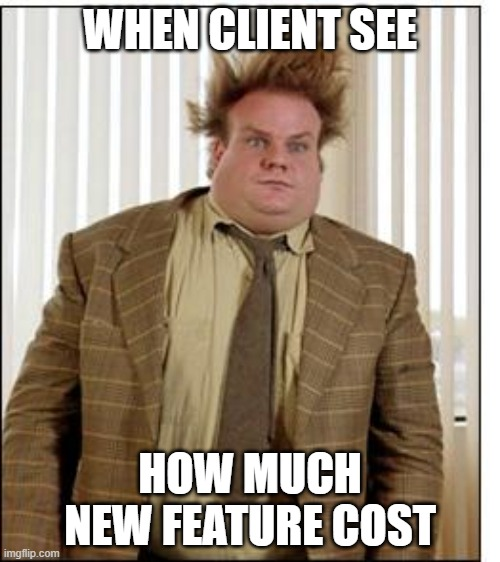 WHEN CLIENT SEE
HOW MUCH
NEW FEATURE COST
imgflip.com